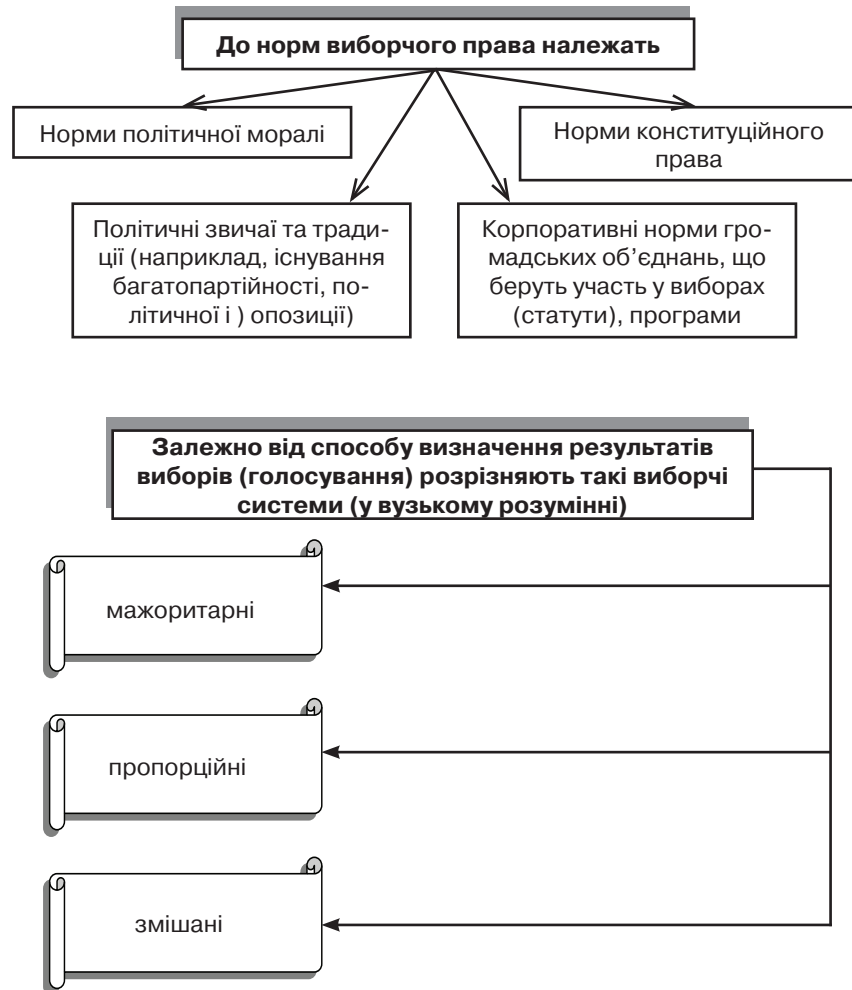 До норм виборчого права належать
Норми політичної моралі
Норми конституційного
права
Політичні звичаї та тради-
ції (наприклад, існування
багатопартійності, по-
літичної і ) опозиції)
Корпоративні норми гро-
мадських об’єднань, що
беруть участь у виборах
(статути), програми
Залежно від способу визначення результатів
виборів (голосування) розрізняють такі виборчі
системи (у вузькому розумінні)
мажоритарні
пропорційні
змішані